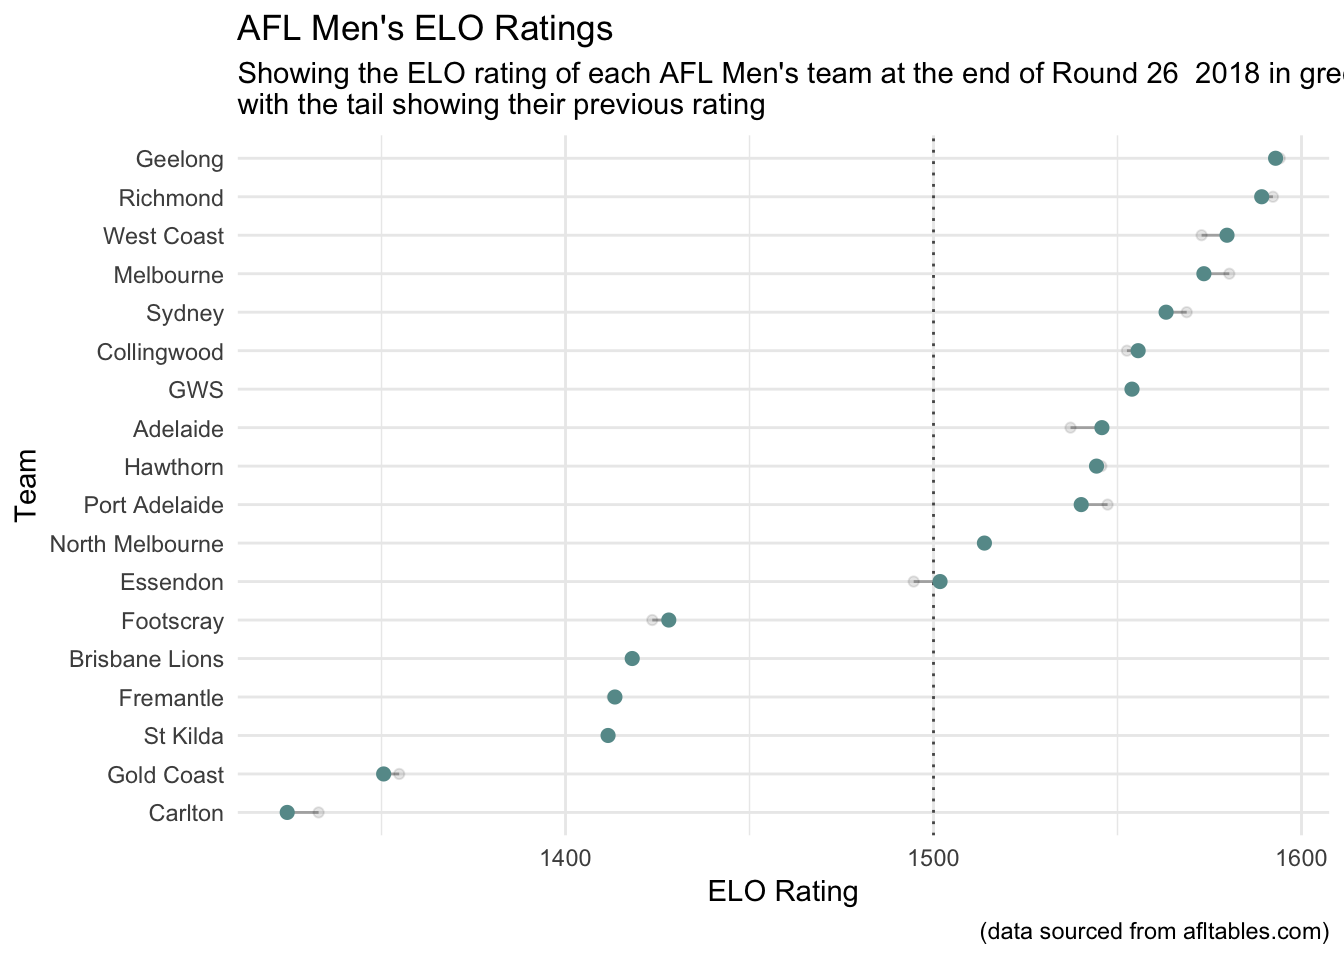 AFL Men's ELO Ratings
Showing the ELO rating of each AFL Men's team at the end of Round 26  2018 in gree
with the tail showing their previous rating
Team
Geelong
Richmond
West Coast
Melbourne
Sydney
Collingwood
GWS
Adelaide
Hawthorn
Port Adelaide
North Melbourne
Essendon
Footscray
Brisbane Lions
Fremantle
St Kilda
Gold Coast
Carlton
1400 1500 1600
ELO Rating
(data sourced from afltables.com)